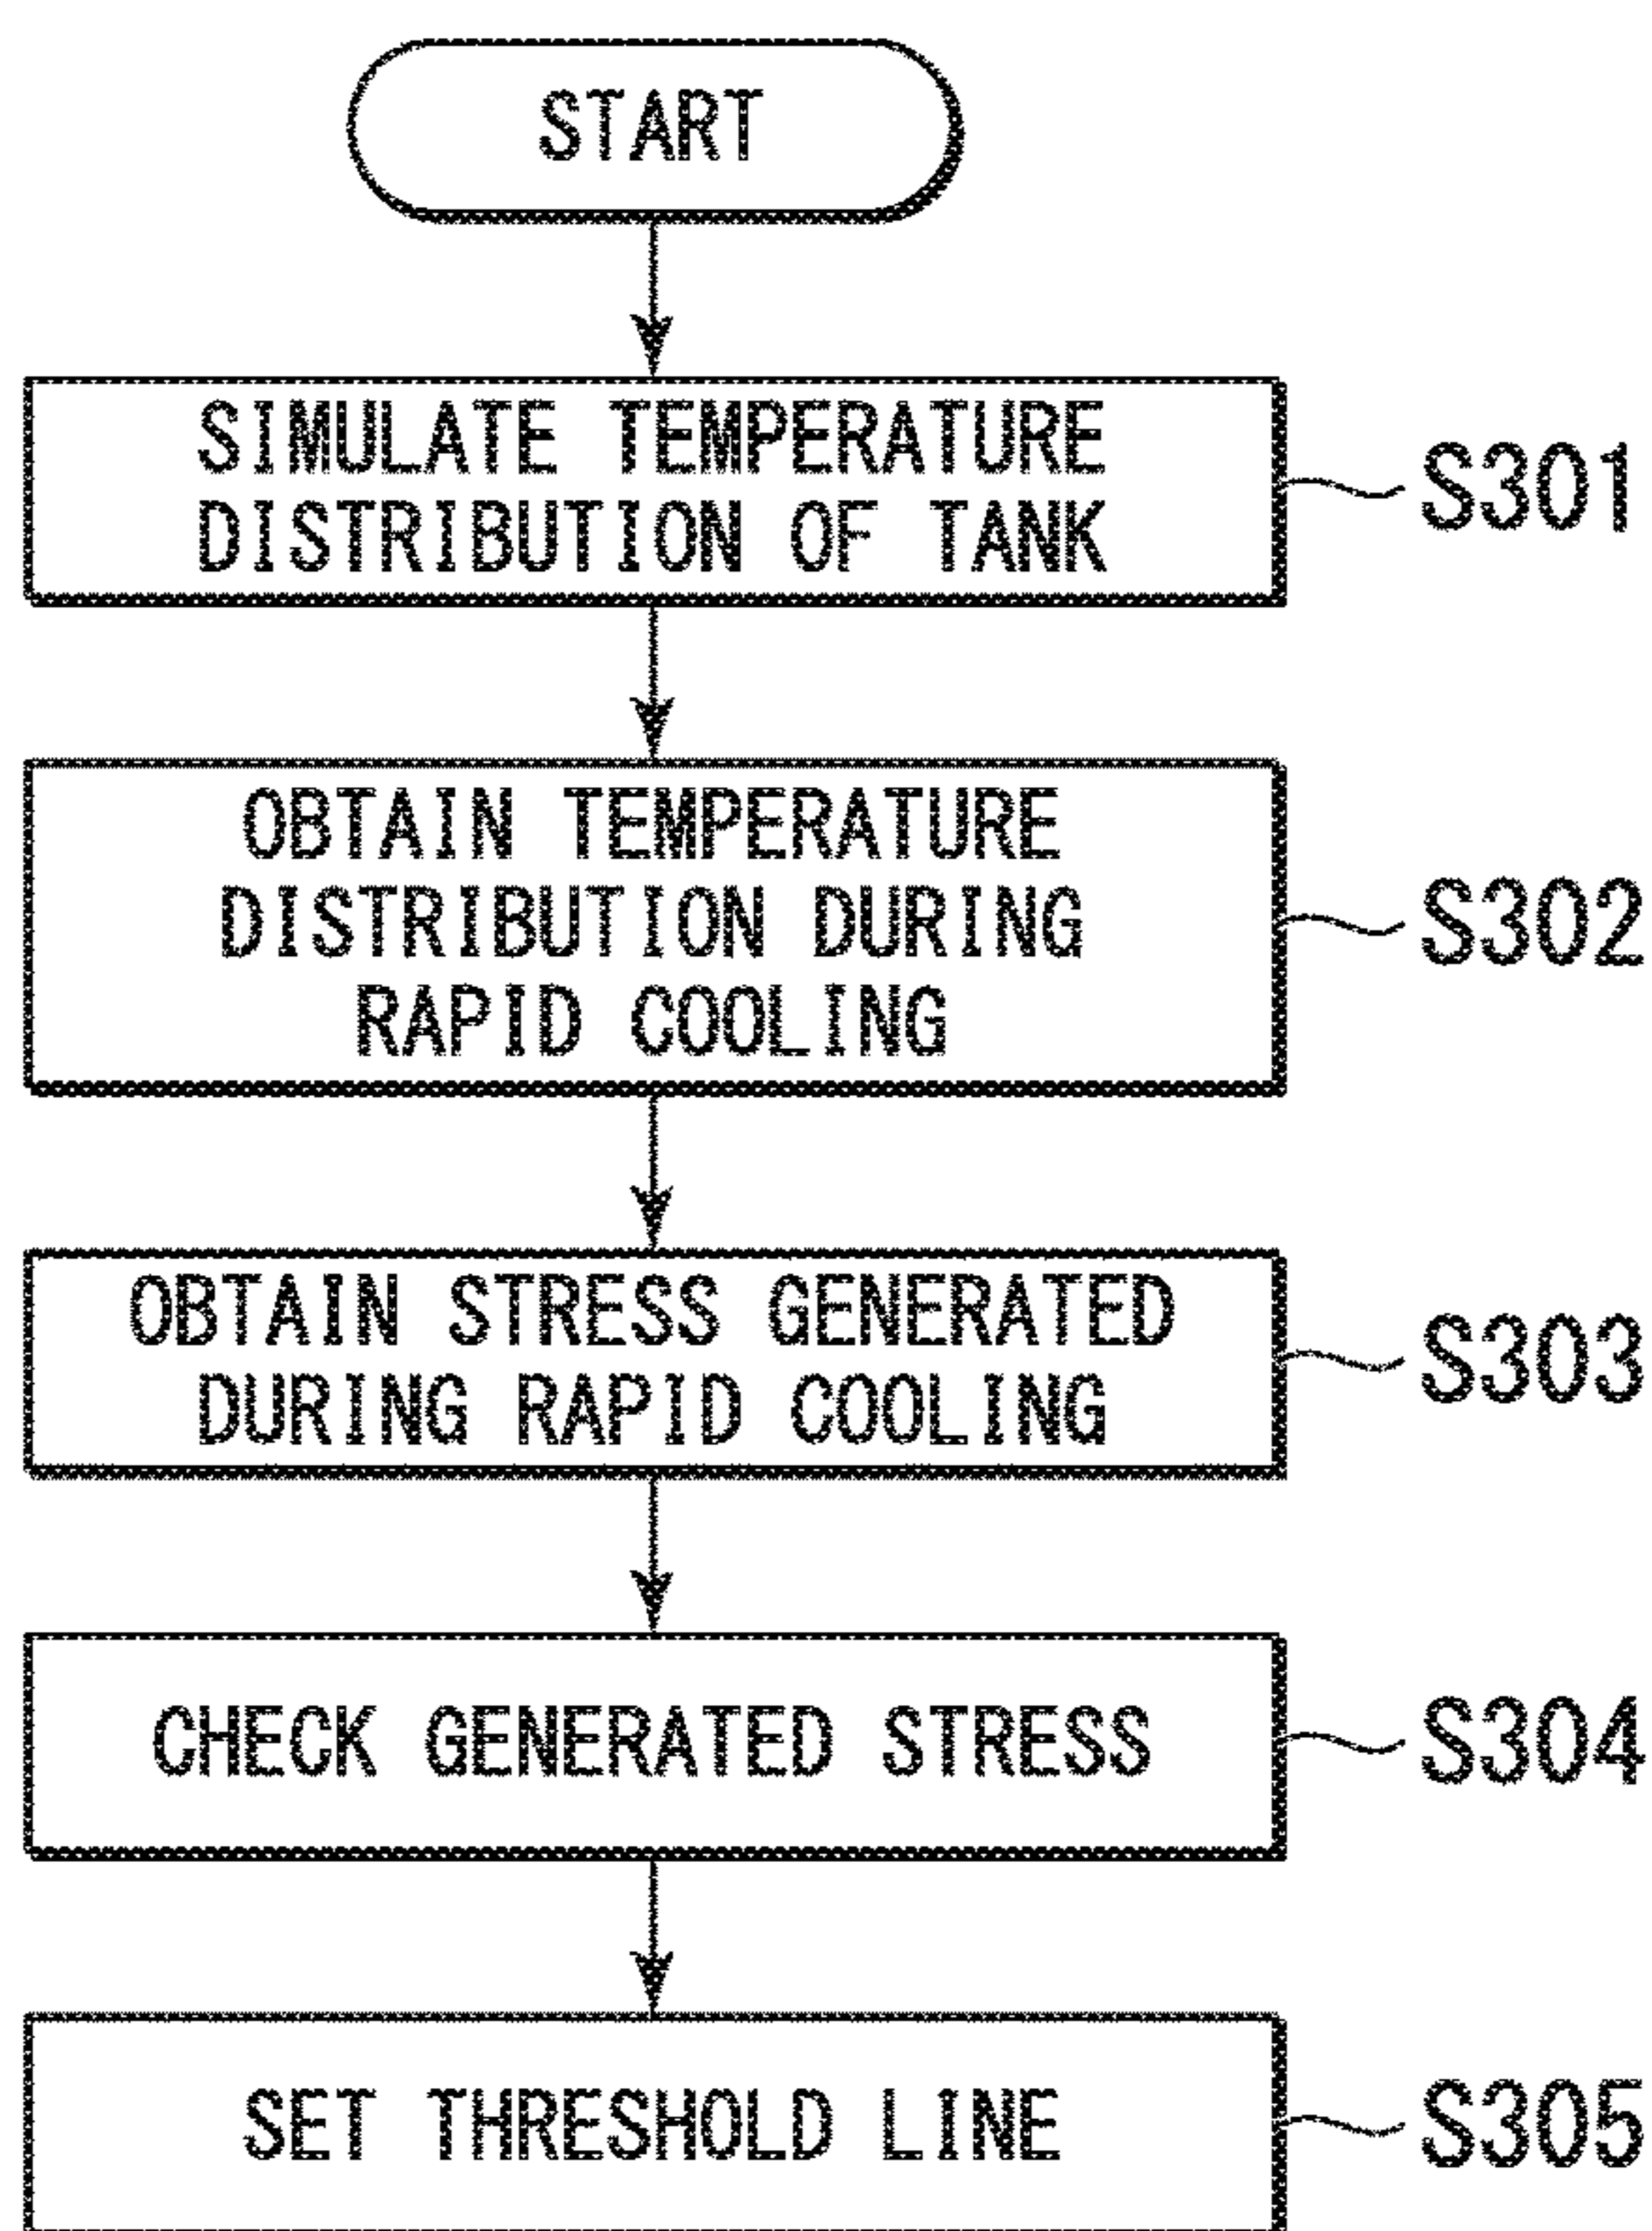 START
SIMULATE TEMPERATURE
DISTRIBUTION OF TANK
S301
OBTAIN TEMPERATURE
DISTRIBUTION DURING
RAPID COOLING
S302
OBTAIN STRESS GENERATED
DURING RAPID COOLING
S303
CHECK GENERATED STRESS
S304
SET THRESHOLD LINE
S305